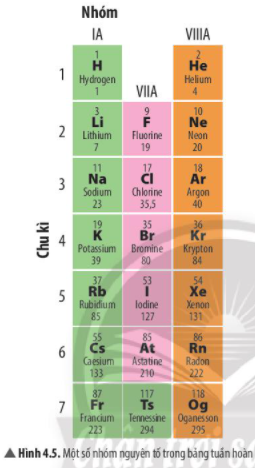 Nhóm
IA VIIIA
1 2
H He
Hydrogen Helium
1 VIIA 1 4
3 9 10
Li F Ne
Lithium Fluorine Neon
2 7 19 20
11 17 18
Na Cl Ar
Sodium Chlorine Argon
3 23 35,5 40
19 35 36
K Br Kr
Potassium Bromine Krypton
4 39 80 84
37 53 54
Rb I Xe
Rubidium Iodine Xenon
5 85 127 131
55 85 86
Cs At Rn
Caesium Astatine Radon
6 133 210 222
87 117 118
Fr Ts Og
Francium Tennessine Oganesson
7 223 294 295
Chu kì
▲ Hình 4.5. Một số nhóm nguyên tố trong bảng tuần hoàn